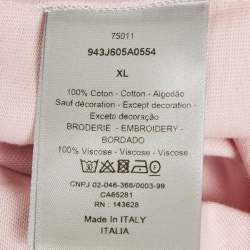 75011
943J605A0554
XL
100% Coton - Cotton - Algodão
Sauf décoration - Except decoration -
Exceto decoração
BRODERIE - EMBROIDERY -
BORDADO
100% Viscose - Viscose - Viscose
CNPJ 02-046-366/0003-99
CA65281
RN : 143628
Made In ITALY
ITALIA